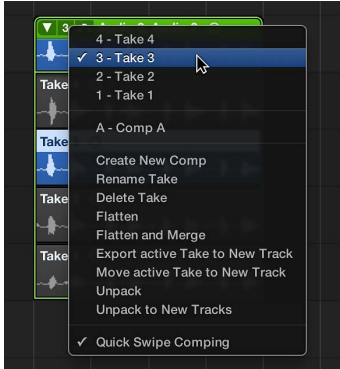 3
4 - Take 4
✓ 3 - Take 3
2 - Take 2
1 - Take 1
A - Comp A
Create New Comp
Rename Take
Delete Take
Flatten
Flatten and Merge
Export active Take to New Track
Move active Take to New Track
Unpack
Unpack to New Tracks
✓ Quick Swipe Comping
Take
Take
Take
Take